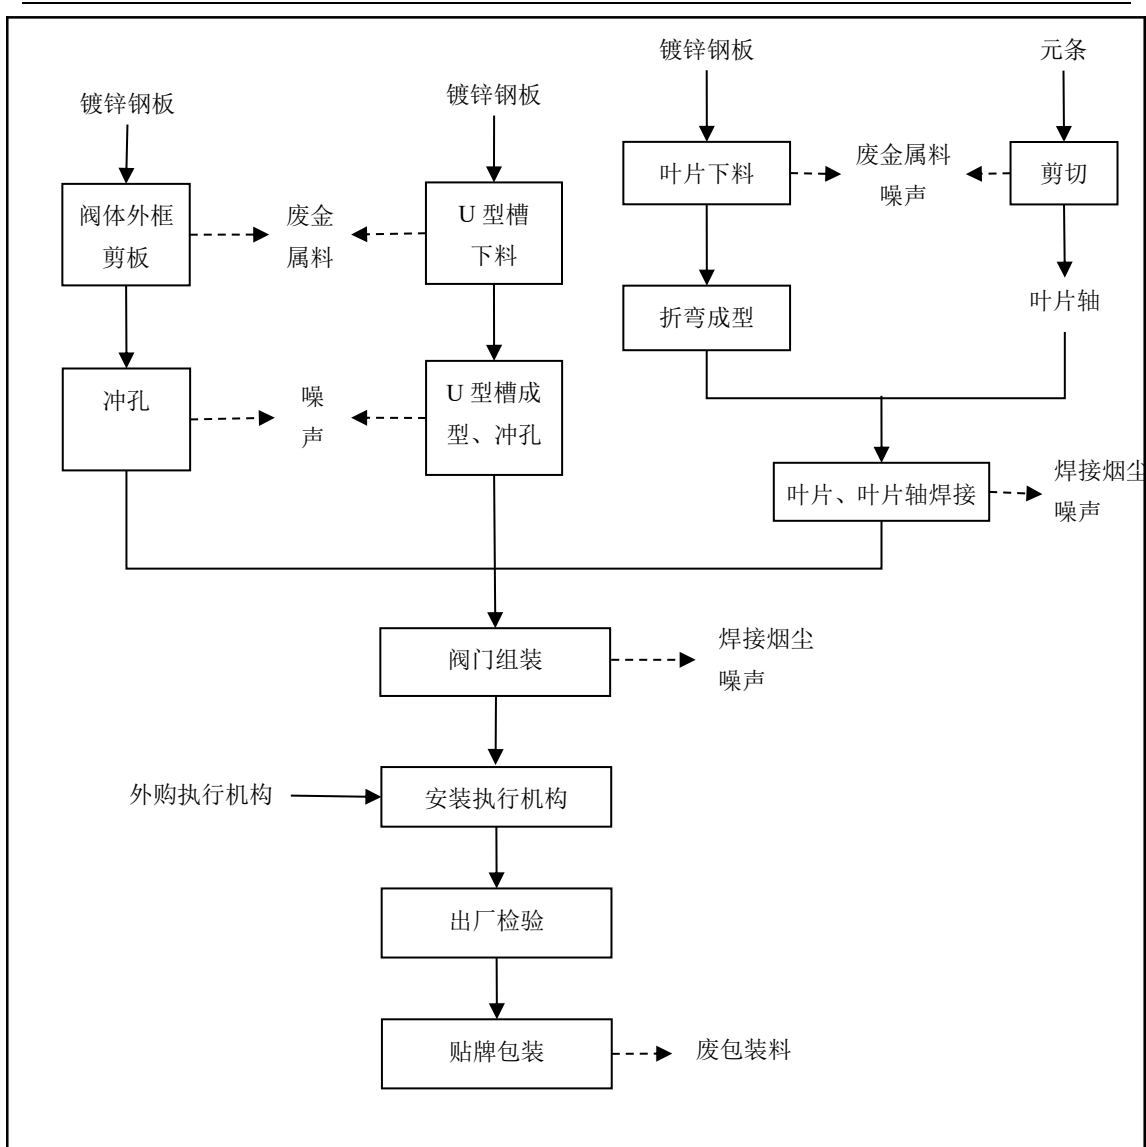 镀锌钢板
元条
镀锌钢板
镀锌钢板
叶片下料
废金属料
噪声
剪切
阀体外框
剪板
废金
属料
U 型槽
下料
折弯成型
叶片轴
冲孔
噪
声
U 型槽成
型、冲孔
叶片、叶片轴焊接
焊接烟尘
噪声
阀门组装
焊接烟尘
噪声
外购执行机构
安装执行机构
出厂检验
贴牌包装
废包装料